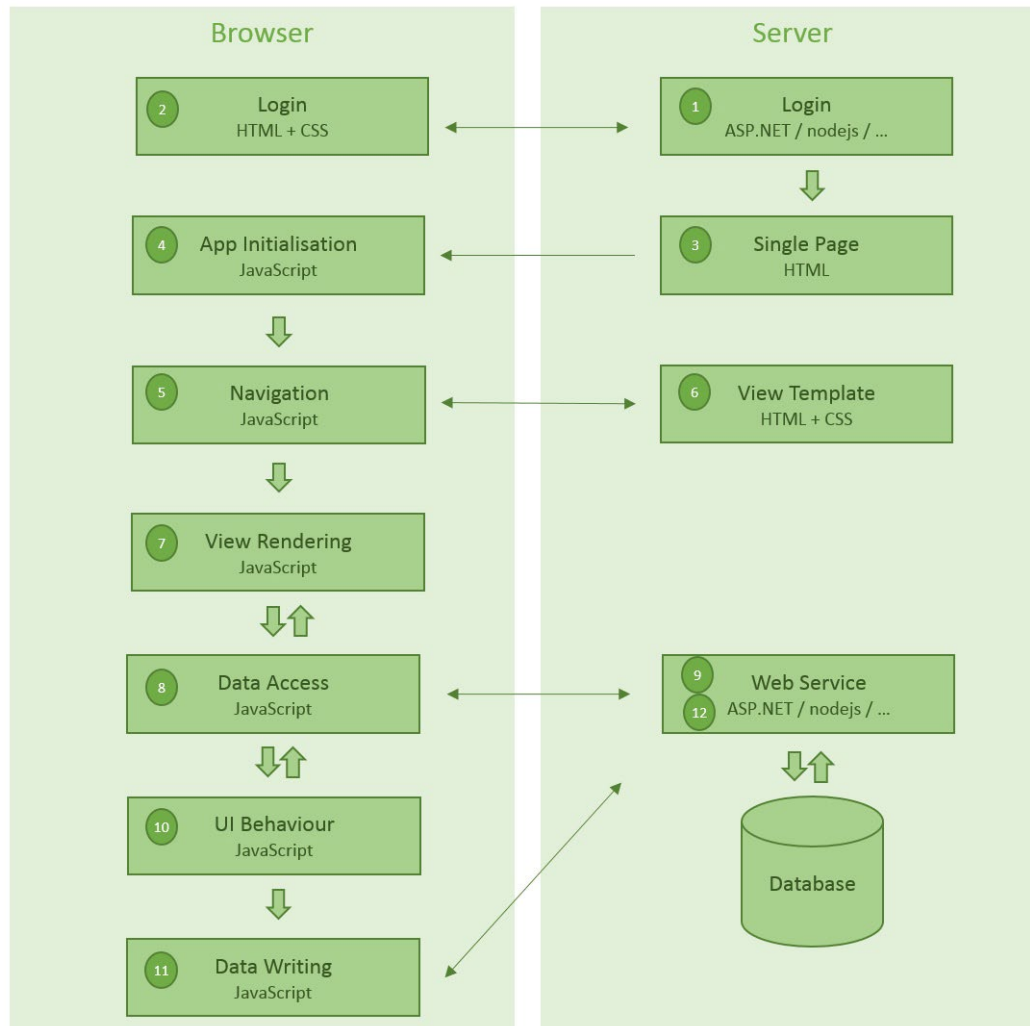 Browser
Server
2
Login
HTML + CSS
1
Login
ASP.NET / nodejs / ...
4
App Initialisation
JavaScript
3
Single Page
HTML
5
Navigation
JavaScript
6
View Template
HTML + CSS
7
View Rendering
JavaScript
8
Data Access
JavaScript
9
12
Web Service
ASP.NET / nodejs / ...
10
UI Behaviour
JavaScript
Database
11
Data Writing
JavaScript